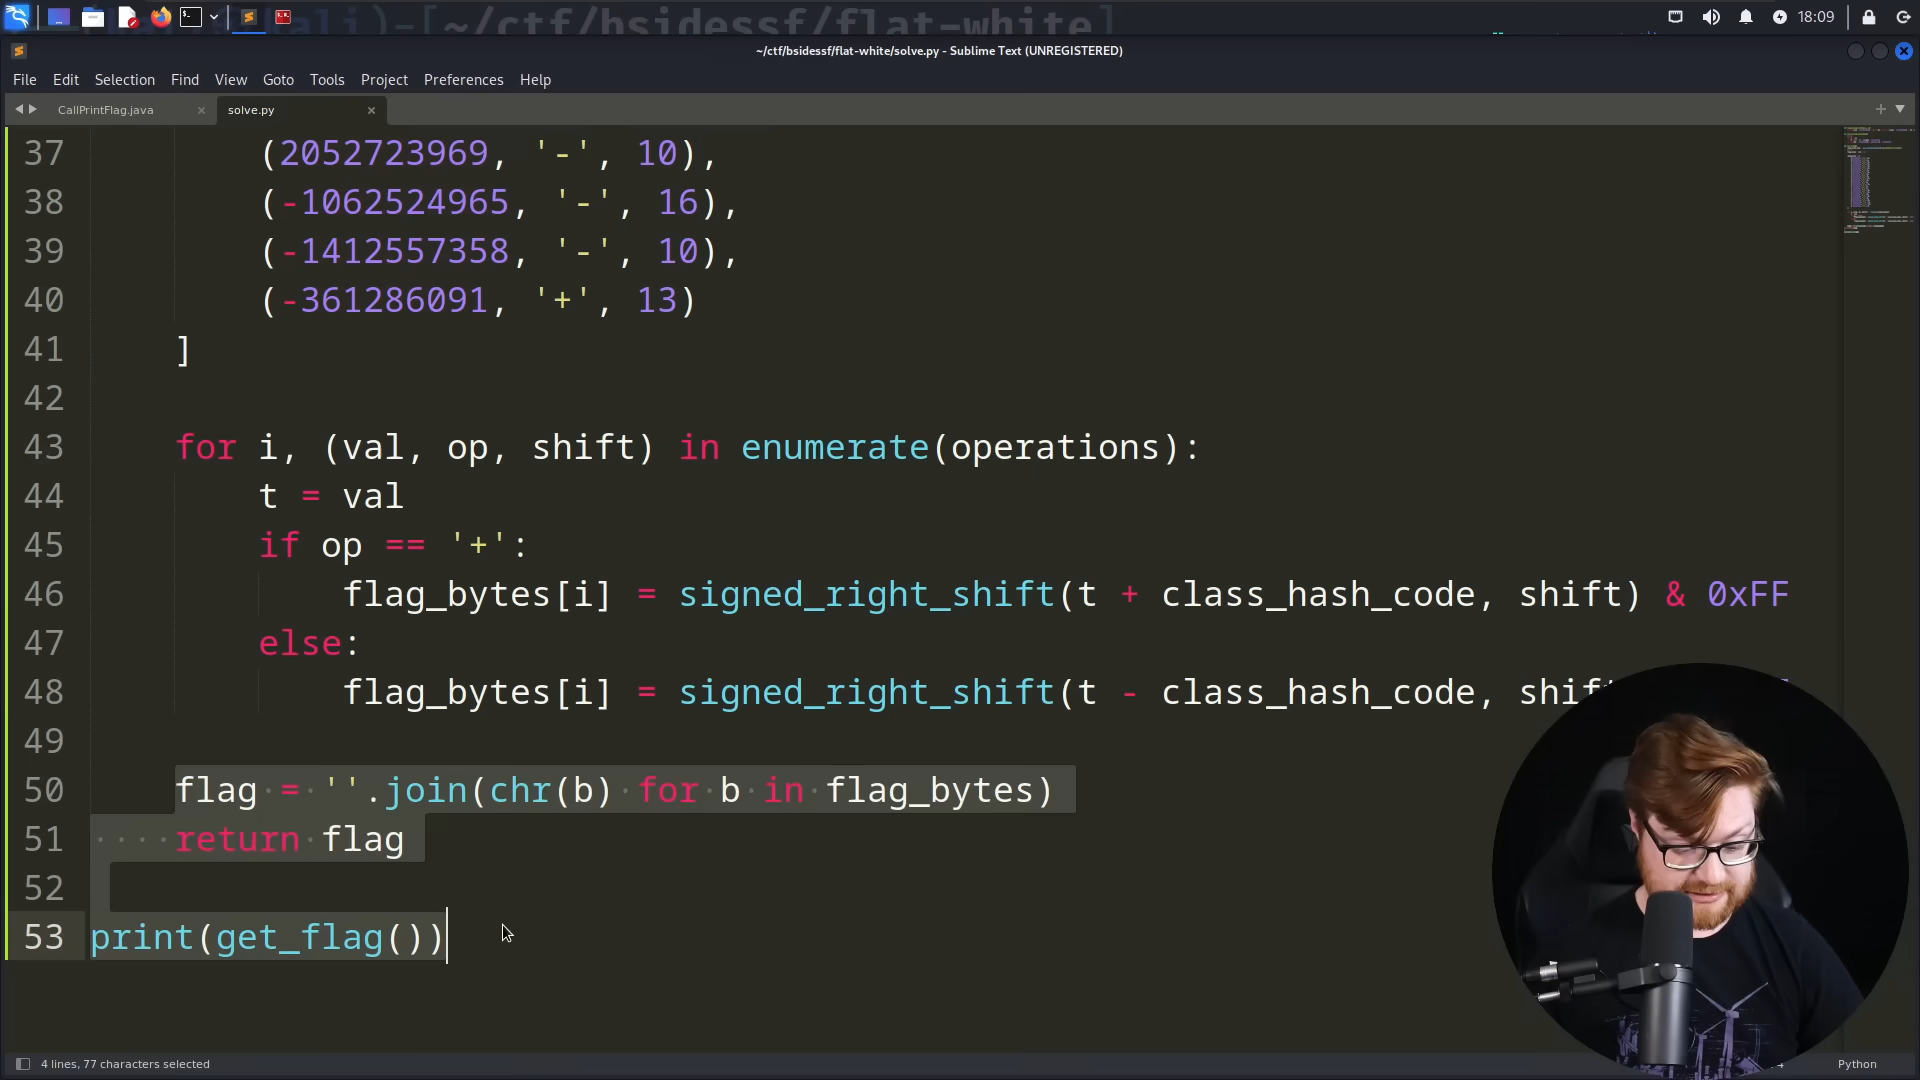 18:09
~/ctf/bsidessf/flat-white/solve.py - Sublime Text (UNREGISTERED)
File Edit Selection Find View Goto Tools Project Preferences Help
CallPrintFlag.java × solve.py ×
37 (2052723969, '-', 10),
38 (-1062524965, '-', 16),
39 (-1412557358, '-', 10),
40 (-361286091, '+', 13)
41 ]
42
43 for i, (val, op, shift) in enumerate(operations):
44 t = val
45 if op == '+':
46 flag_bytes[i] = signed_right_shift(t + class_hash_code, shift) & 0xFF
47 else:
48 flag_bytes[i] = signed_right_shift(t - class_hash_code,
49
50 flag = ''.join(chr(b) for b in flag_bytes)
51 return flag
52
53 print(get_flag())
4 lines, 77 characters selected
Python